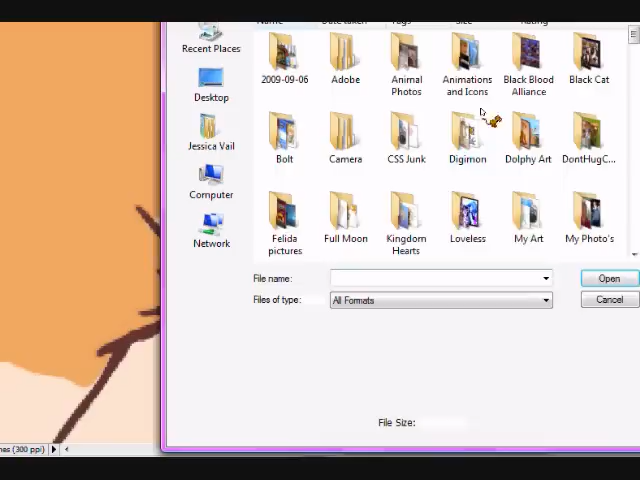 Name Date taken Tags Size Rating
Recent Places
Desktop
Jessica Vail
Computer
Network
2009-09-06 Adobe Animal Photos Animations and Icons Black Blood Alliance Black Cat
Bolt Camera CSS Junk Digimon Dolphy Art DontHugC...
Felida pictures Full Moon Kingdom Hearts Loveless My Art My Photo's
File name: Open
Files of type: All Formats Cancel
File Size:
nes (300 ppi)